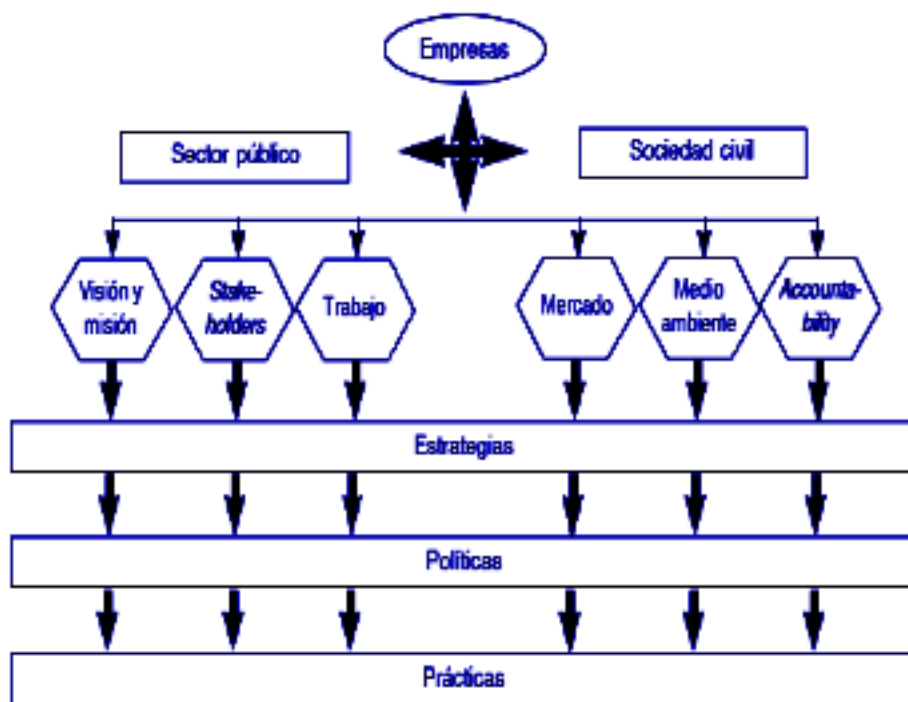 Empresas
Sector público
Sociedad civil
Visión y
misión
Stake-
holders
Trabajo
Mercado
Medio
ambiente
Accounta-
bility
Estrategias
Políticas
Prácticas